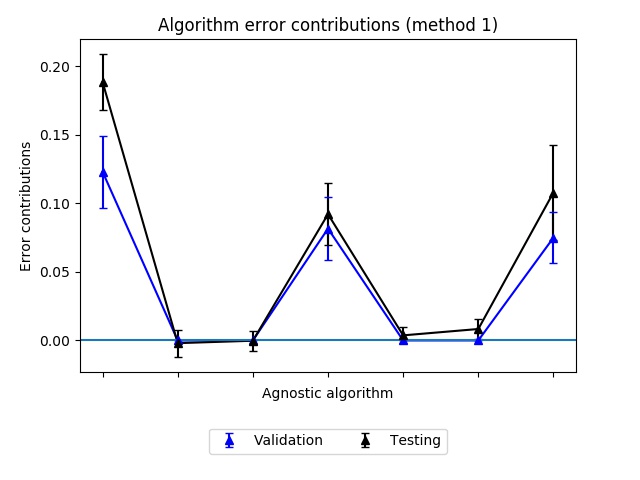 Algorithm error contributions (method 1)
0.20
0.15
0.10
0.05
0.00
Error contributions
Agnostic algorithm
Validation Testing